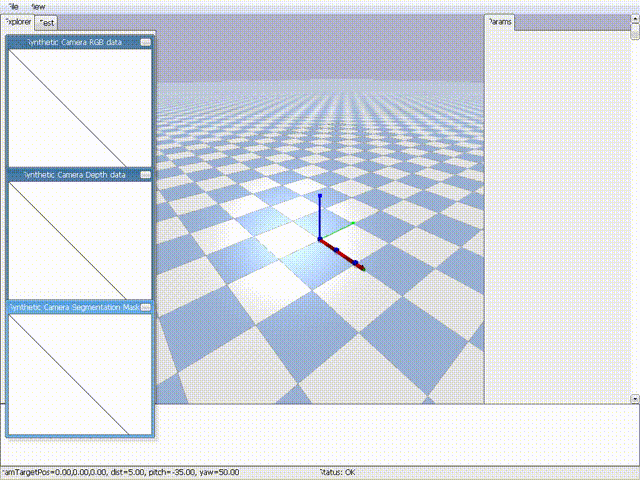 File View
Explorer Test
Params
Synthetic Camera RGB data
Synthetic Camera Depth data
Synthetic Camera Segmentation Mask
camTargetPos=0.00,0.00,0.00, dist=5.00, pitch=-35.00, yaw=50.00
Status: OK